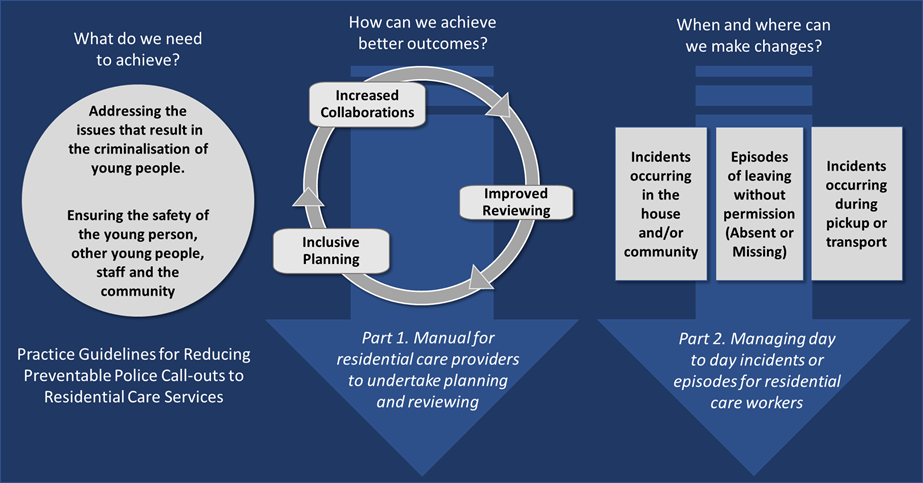 What do we need
to achieve?
Addressing the
issues that result in
the criminalisation of
young people.
Ensuring the safety of
the young person,
other young people,
staff and the
community
Practice Guidelines for Reducing
Preventable Police Call-outs to
Residential Care Services
How can we achieve
better outcomes?
Increased
Collaborations
Improved
Reviewing
Inclusive
Planning
Part 1. Manual for
residential care providers
to undertake planning
and reviewing
When and where can
we make changes?
Incidents
occurring
in the
house
and/or
community
Episodes
of leaving
without
permission
(Absent or
Missing)
Incidents
occurring
during
pickup or
transport
Part 2. Managing day
to day incidents or
episodes for residential
care workers